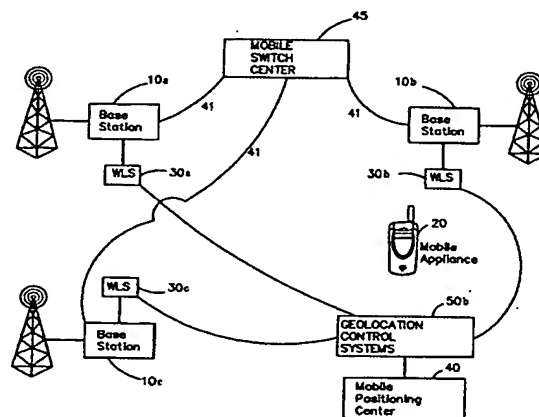 45
MOBILE
SWITCH
CENTER
10a
Base
Station
41
41
41
10b
Base
Station
WLS
30a
30b
WLS
20
Mobile
Appliance
WLS
30c
50b
GEOLOCATION
CONTROL
SYSTEMS
Base
Station
10c
40
Mobile
Positioning
Center